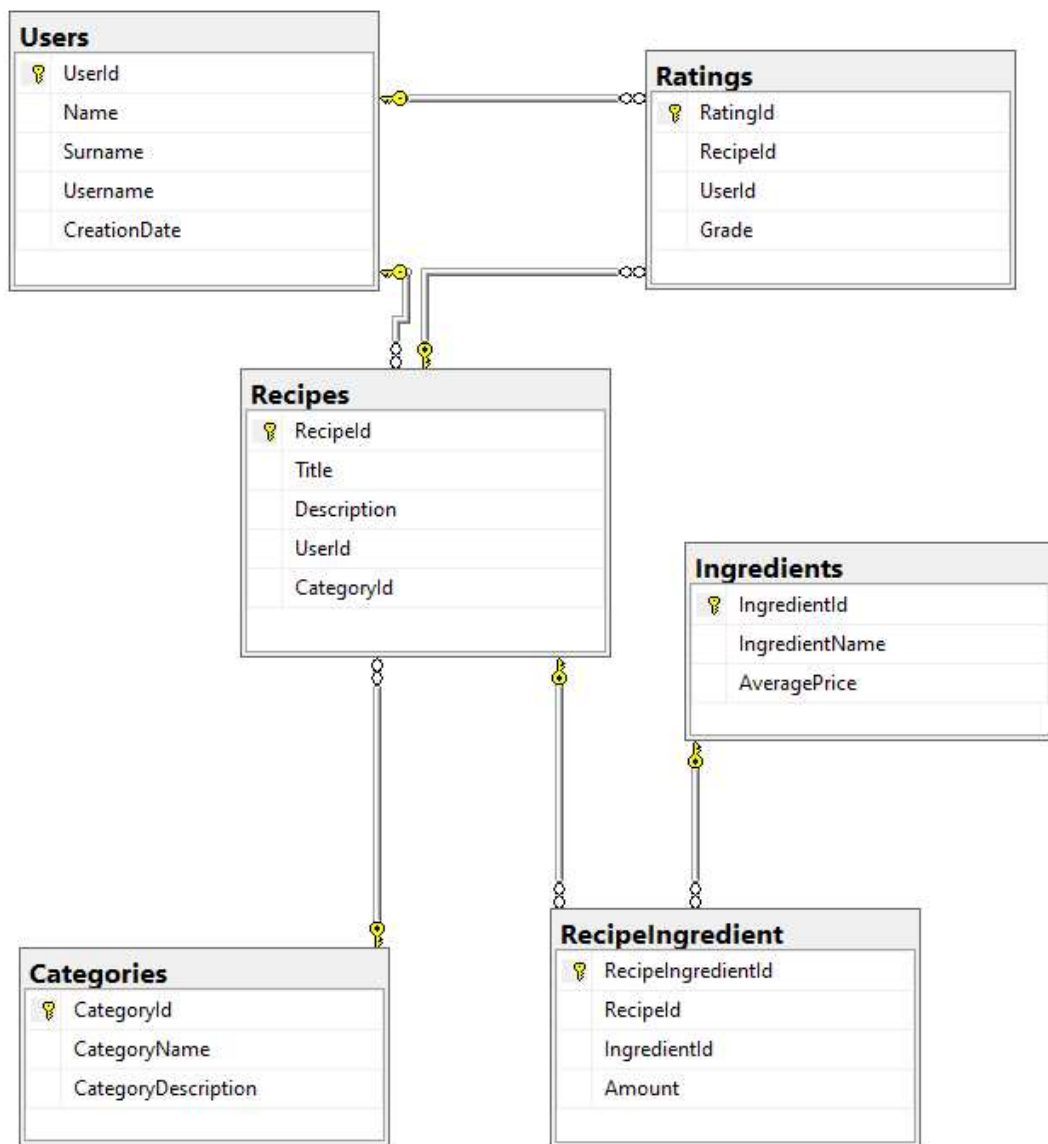 Users
UserId
Name
Surname
Username
CreationDate
Ratings
RatingId
RecipeId
UserId
Grade
Recipes
RecipeId
Title
Description
UserId
CategoryId
Ingredients
IngredientId
IngredientName
AveragePrice
Categories
CategoryId
CategoryName
CategoryDescription
RecipeIngredient
RecipeIngredientId
RecipeId
IngredientId
Amount